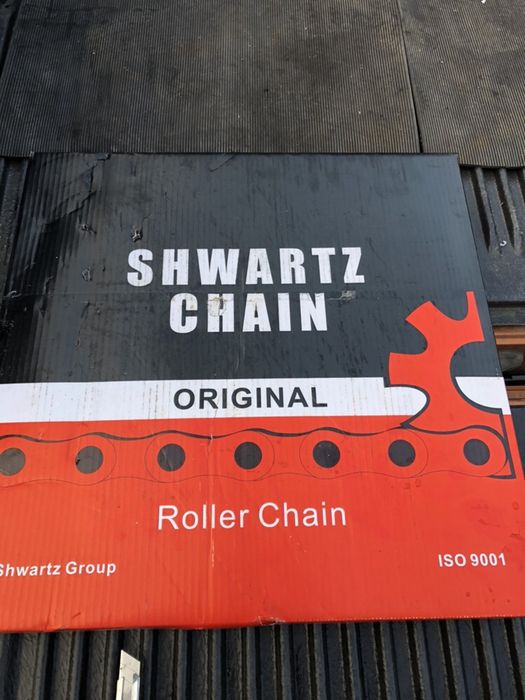 SHWARTZ
CHAIN
ORIGINAL
Roller Chain
Shwartz Group
ISO 9001